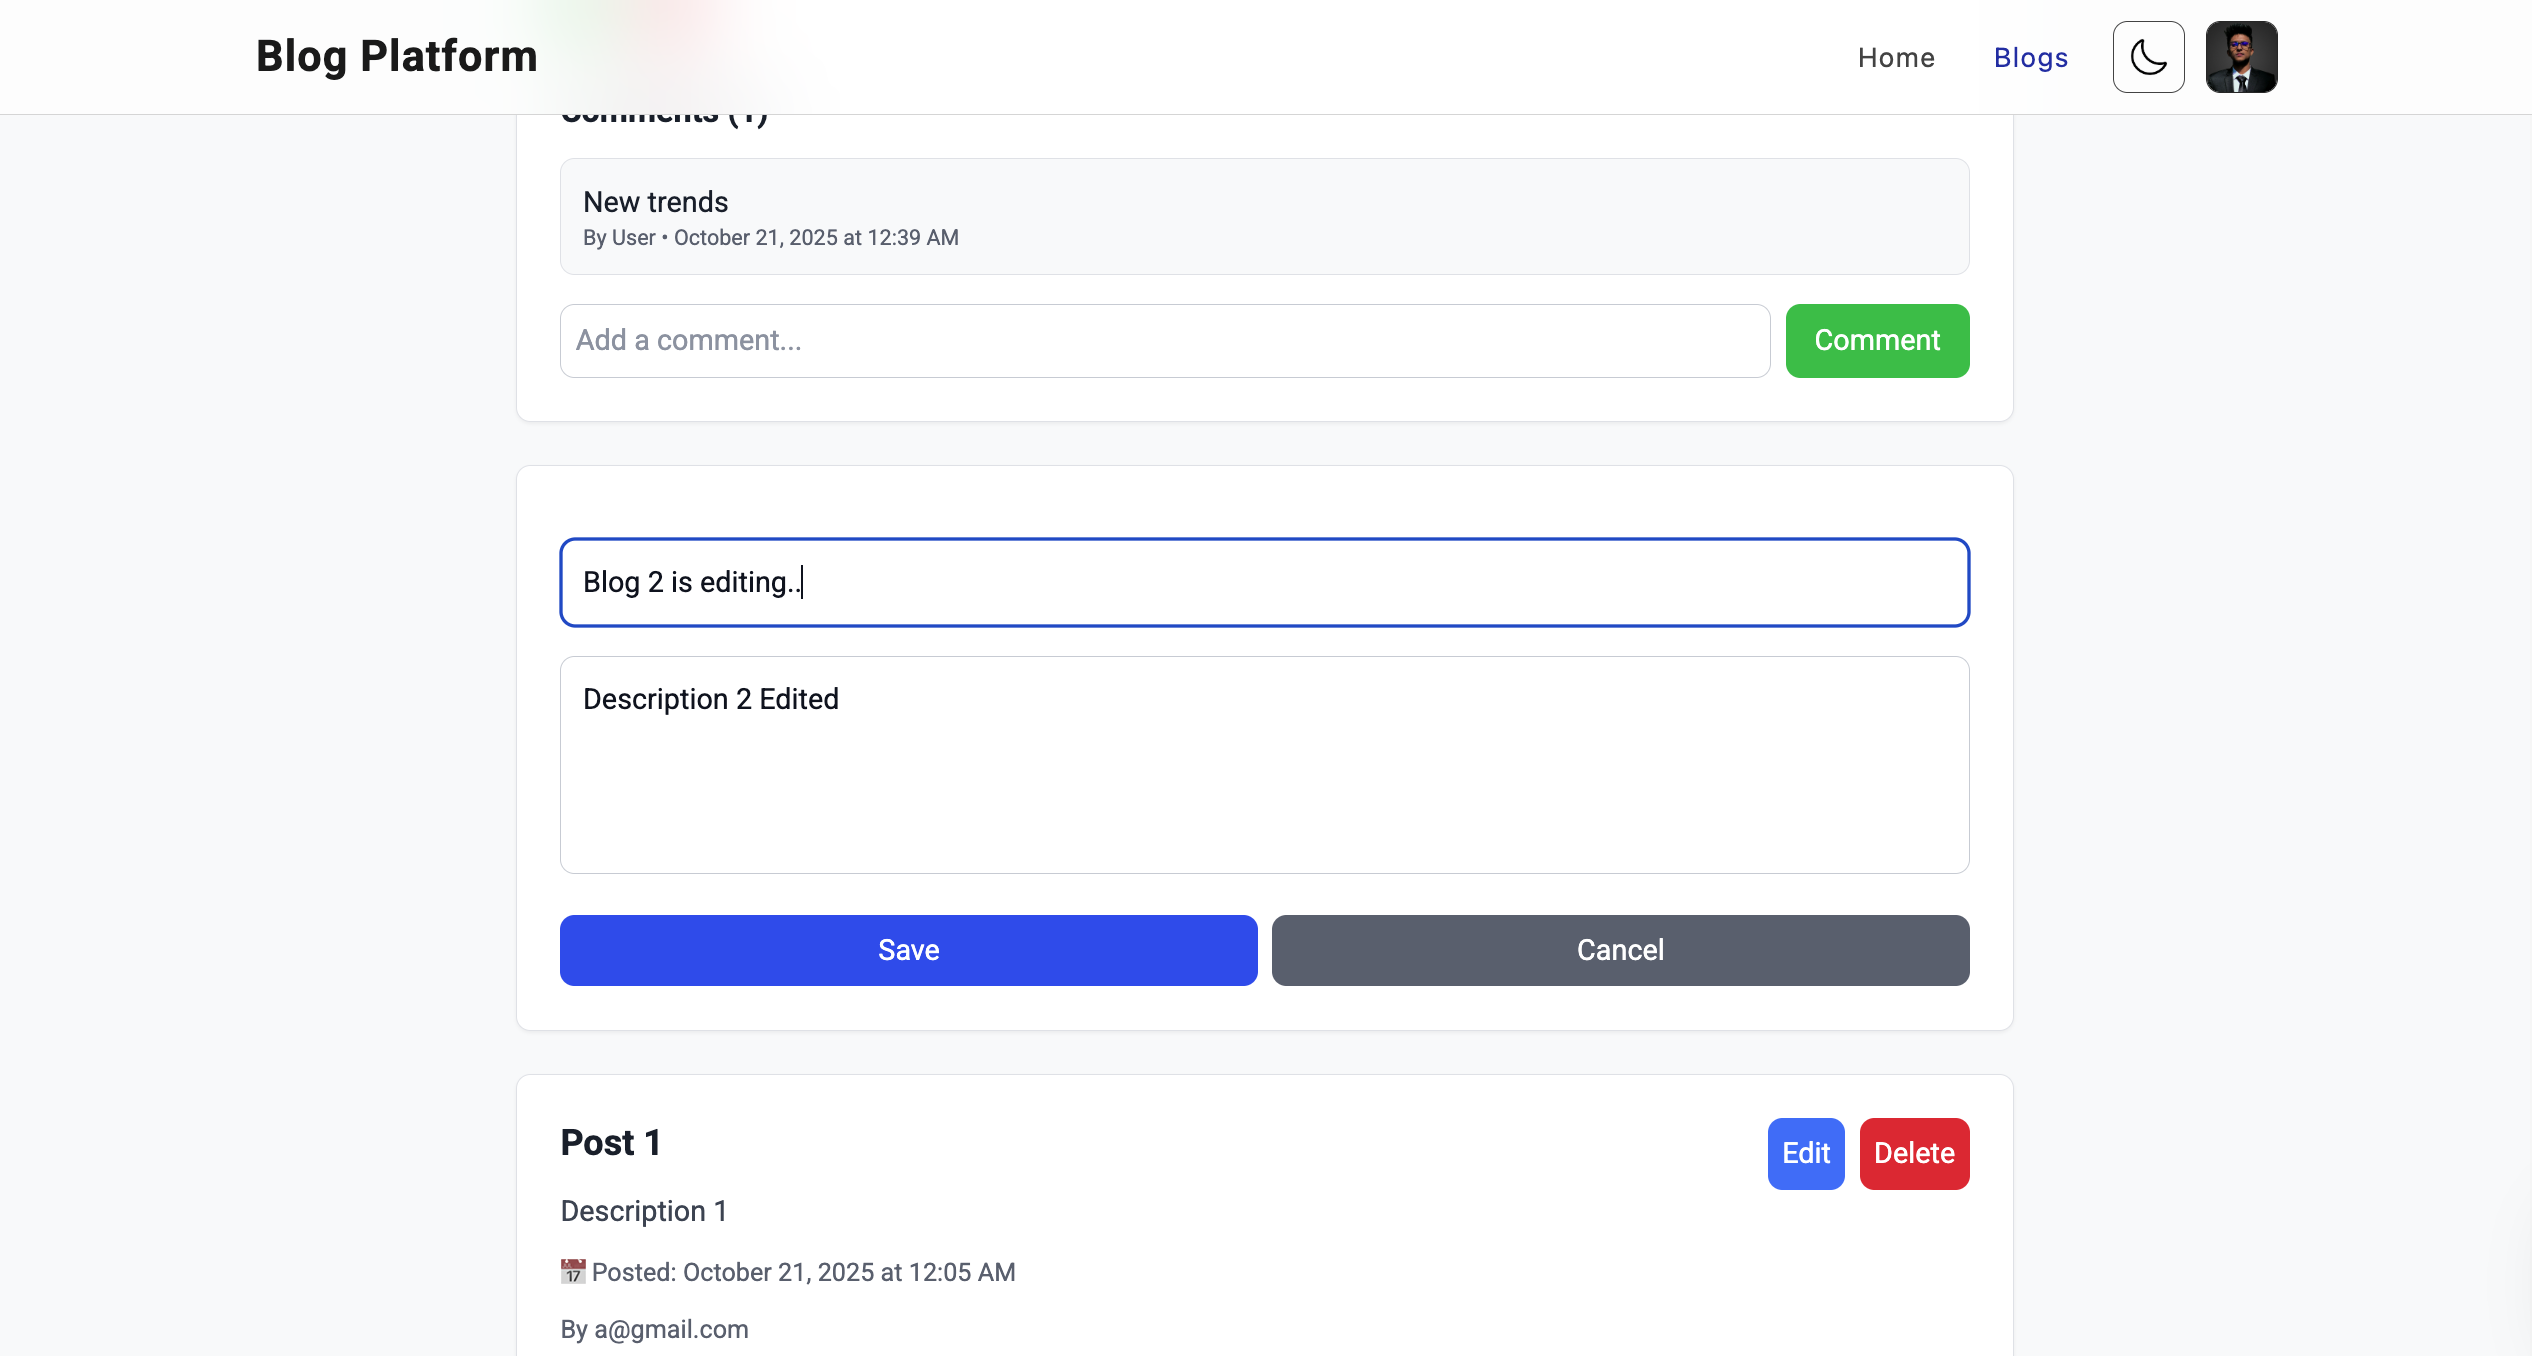 Blog Platform
Home
Blogs
Comments (1)
New trends
By User • October 21, 2025 at 12:39 AM
Add a comment...
Comment
Blog 2 is editing..
Description 2 Edited
Save
Cancel
Post 1
Edit
Delete
Description 1
📅 Posted: October 21, 2025 at 12:05 AM
By a@gmail.com